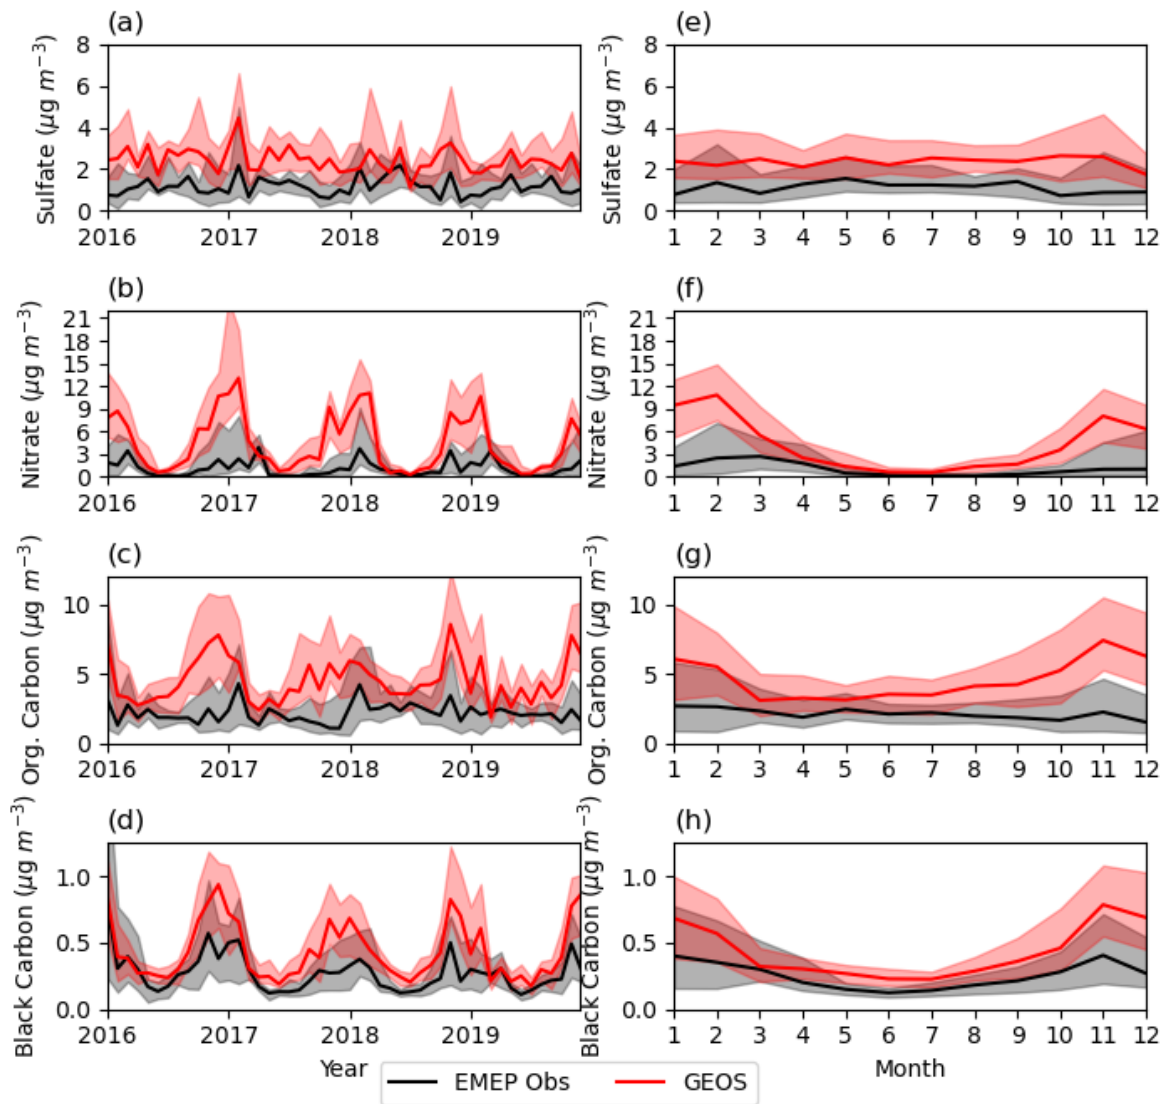 (a)
Sulfate (μg m⁻³)
8
6
4
2
0
2016 2017 2018 2019
(e)
Sulfate (μg m⁻³)
8
6
4
2
0
1 2 3 4 5 6 7 8 9 10 11 12
(b)
Nitrate (μg m⁻³)
21
18
15
12
9
6
3
0
2016 2017 2018 2019
(f)
Nitrate (μg m⁻³)
21
18
15
12
9
6
3
0
1 2 3 4 5 6 7 8 9 10 11 12
(c)
Org. Carbon (μg m⁻³)
10
5
0
2016 2017 2018 2019
(g)
Org. Carbon (μg m⁻³)
10
5
0
1 2 3 4 5 6 7 8 9 10 11 12
(d)
Black Carbon (μg m⁻³)
1.0
0.5
0.0
2016 2017 2018 2019
Year
(h)
Black Carbon (μg m⁻³)
1.0
0.5
0.0
1 2 3 4 5 6 7 8 9 10 11 12
Month
EMEP Obs GEOS